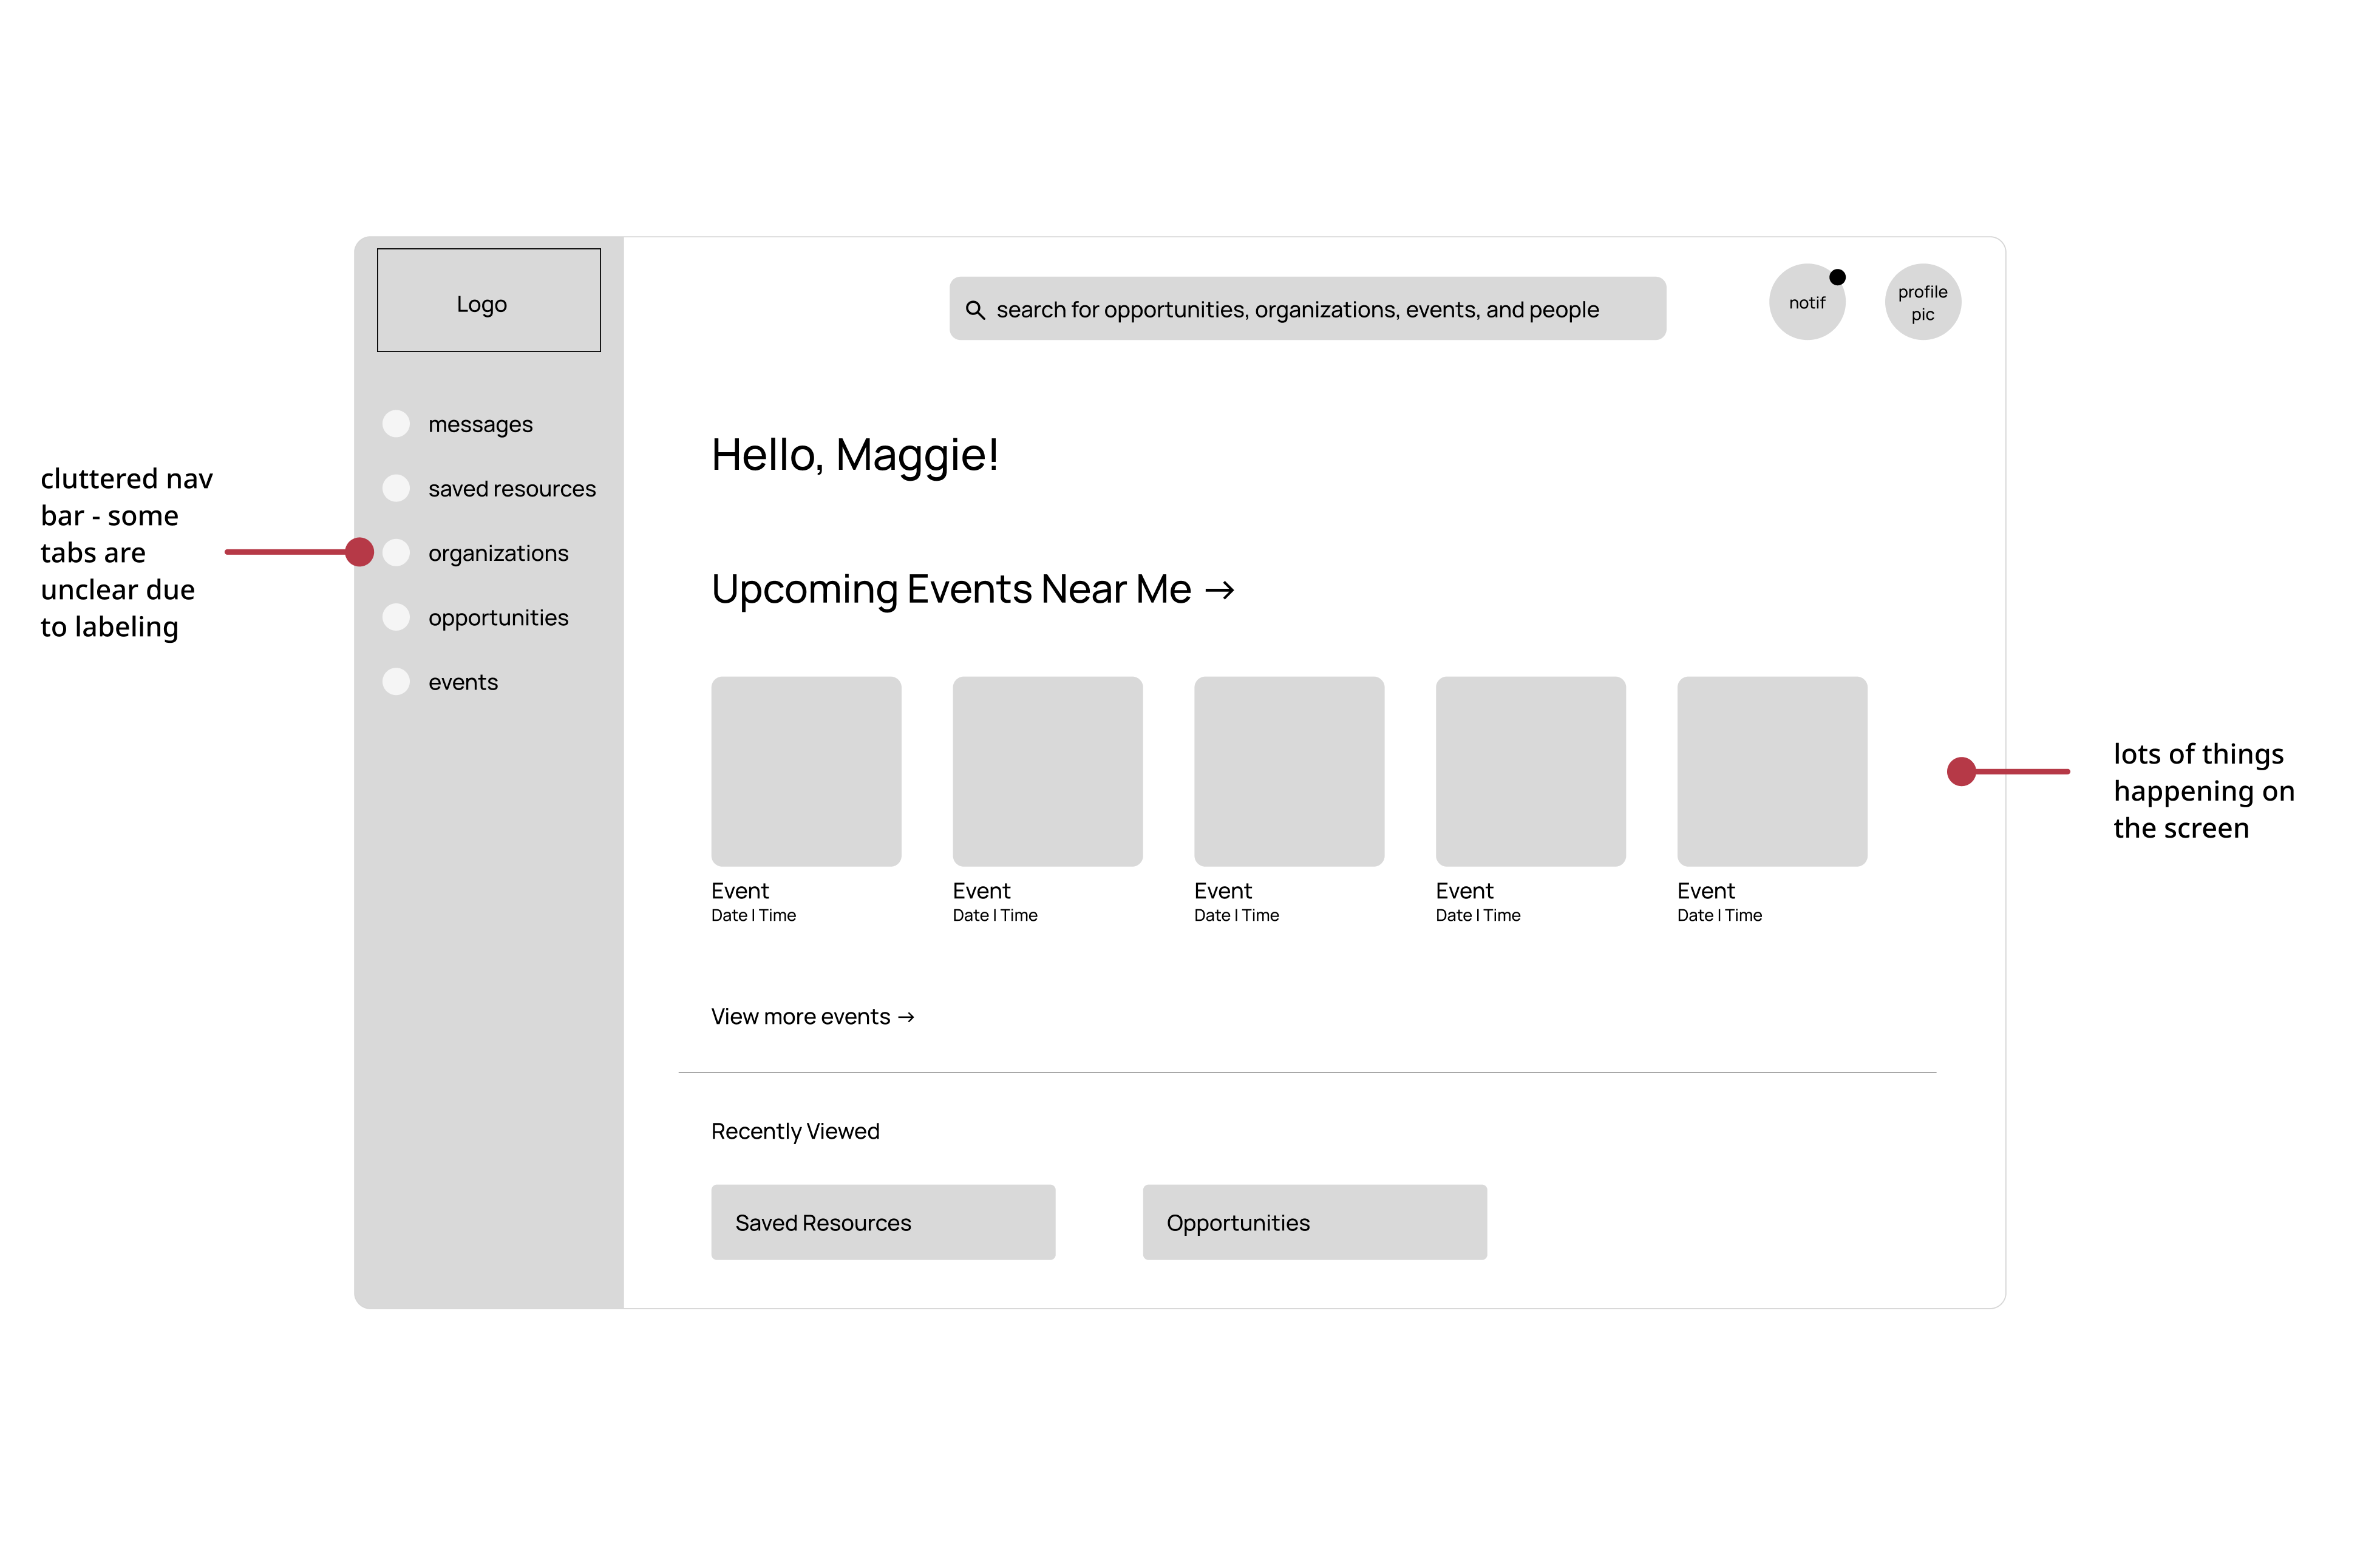 Logo
search for opportunities, organizations, events, and people
notif
profile
pic
messages
saved resources
organizations
opportunities
events
cluttered nav
bar - some
tabs are
unclear due
to labeling
Hello, Maggie!
Upcoming Events Near Me →
Event
Date | Time
Event
Date | Time
Event
Date | Time
Event
Date | Time
Event
Date | Time
lots of things
happening on
the screen
View more events →
Recently Viewed
Saved Resources
Opportunities